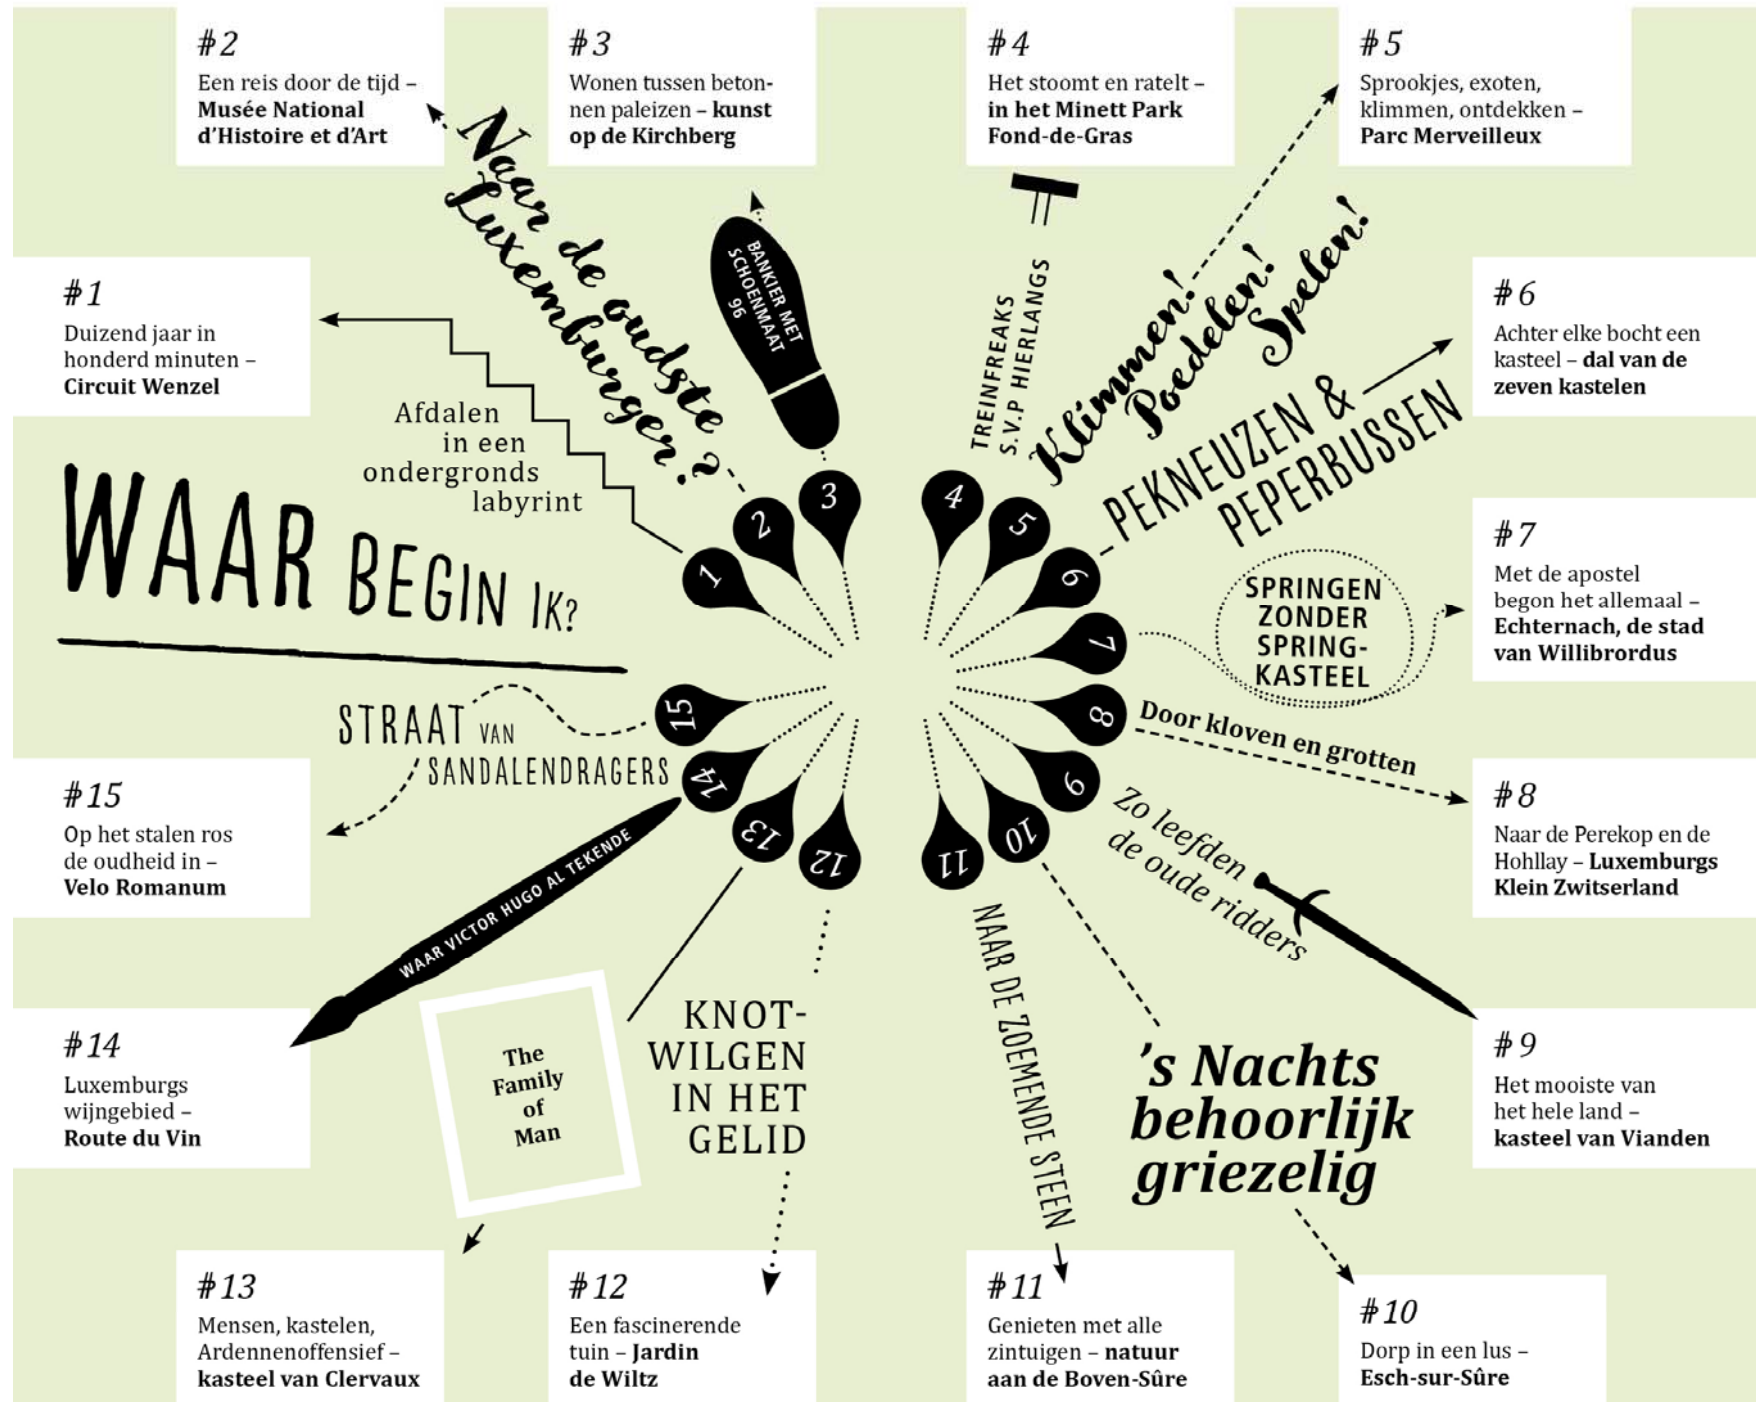 #2
Een reis door de tijd –
Musée National
d'Histoire et d'Art
#3
Wonen tussen beton-
nen paleizen – kunst
op de Kirchberg
#4
Het stoomt en ratelt –
in het Minett Park
Fond-de-Gras
#5
Sprookjes, exoten,
klimmen, ontdekken –
Parc Merveilleux
#1
Duizend jaar in
honderd minuten –
Circuit Wenzel
Afdalen
in een
ondergronds
labyrint
Naar de oudste
Luxemburgen?
BANKIER MET
SCHOENMAAT
96
TREINFREAKS
S.V.P HIERLANGS
Klimmen!
Poedelen!
Spelen!
#6
Achter elke bocht een
kasteel – dal van de
zeven kastelen
PEKNEUZEN &
PEPERBUSSEN
WAAR BEGIN IK?
1
2
3
4
5
6
7
8
9
10
11
12
13
14
15
SPRINGEN
ZONDER
SPRING-
KASTEEL
#7
Met de apostel
begon het allemaal –
Echternach, de stad
van Willibrordus
STRAAT VAN
SANDALENDRAGERS
Door kloven en grotten
#15
Op het stalen ros
de oudheid in –
Velo Romanum
#8
Naar de Perekop en de
Hohllay – Luxemburgs
Klein Zwitserland
WAAR VICTOR HUGO AL TEKENDE
Zo leefden
de oude ridders
#14
Luxemburgs
wijngebied –
Route du Vin
The
Family
of
Man
KNOT-
WILGEN
IN HET
GELID
NAAR DE ZOEMENDE STEEN
's Nachts
behoorlijk
griezelig
#9
Het mooiste van
het hele land –
kasteel van Vianden
#13
Mensen, kastelen,
Ardennenoffensief –
kasteel van Clervaux
#12
Een fascinerende
tuin – Jardin
de Wiltz
#11
Genieten met alle
zintuigen – natuur
aan de Boven-Sûre
#10
Dorp in een lus –
Esch-sur-Sûre